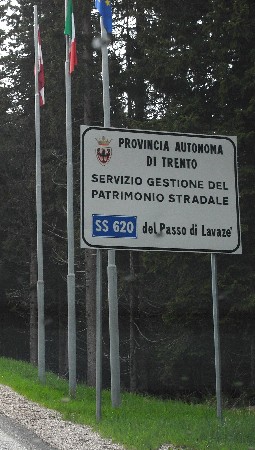 PROVINCIA AUTONOMA
DI TRENTO
SERVIZIO GESTIONE DEL
PATRIMONIO STRADALE
SS 620 del Passo di Lavaze'